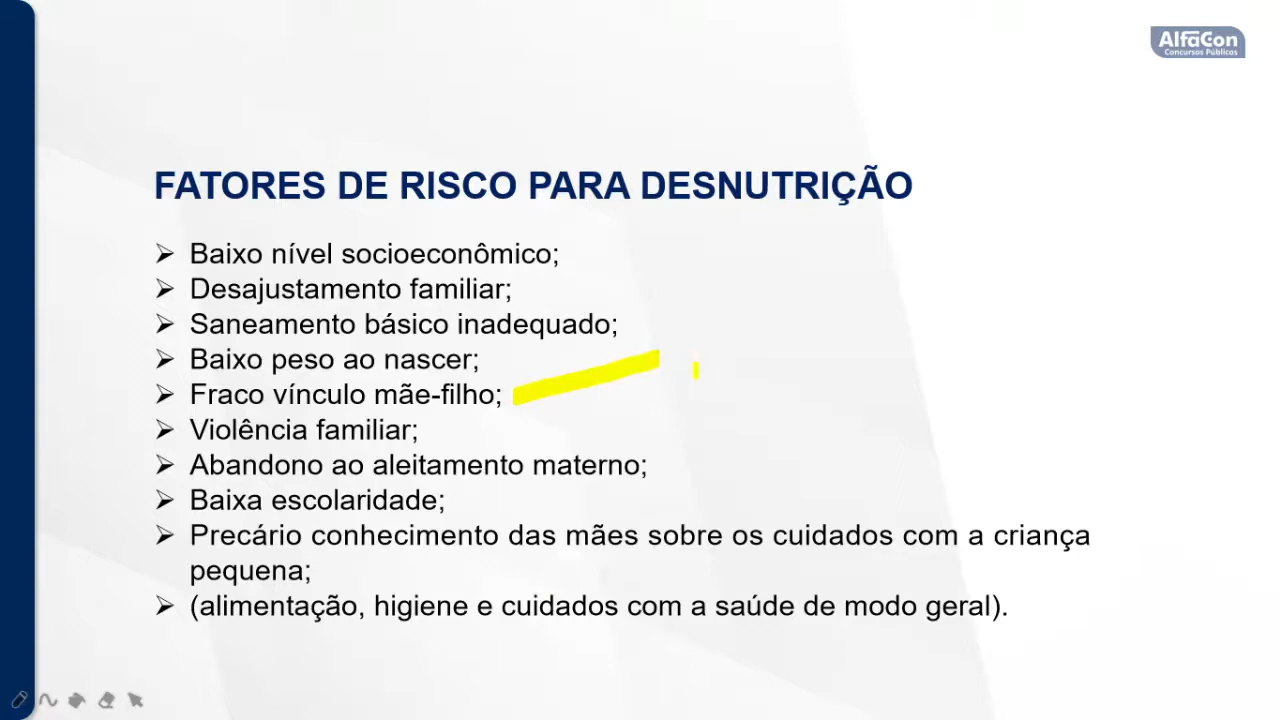 AlfaCon
Concursos Públicos
FATORES DE RISCO PARA DESNUTRIÇÃO
➢ Baixo nível socioeconômico;
➢ Desajustamento familiar;
➢ Saneamento básico inadequado;
➢ Baixo peso ao nascer;
➢ Fraco vínculo mãe-filho;
➢ Violência familiar;
➢ Abandono ao aleitamento materno;
➢ Baixa escolaridade;
➢ Precário conhecimento das mães sobre os cuidados com a criança
pequena;
➢ (alimentação, higiene e cuidados com a saúde de modo geral).